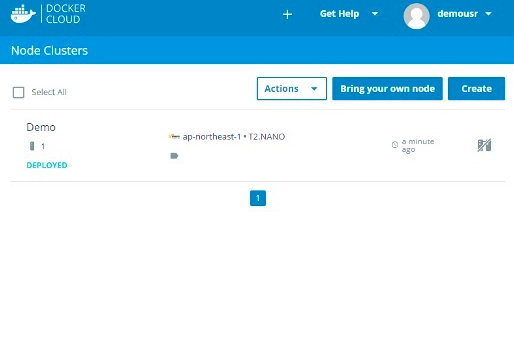 DOCKER
CLOUD
Get Help
demousr
Node Clusters
Select All
Actions
Bring your own node
Create
Demo
1
DEPLOYED
ap-northeast-1 • T2.NANO
a minute
ago
1